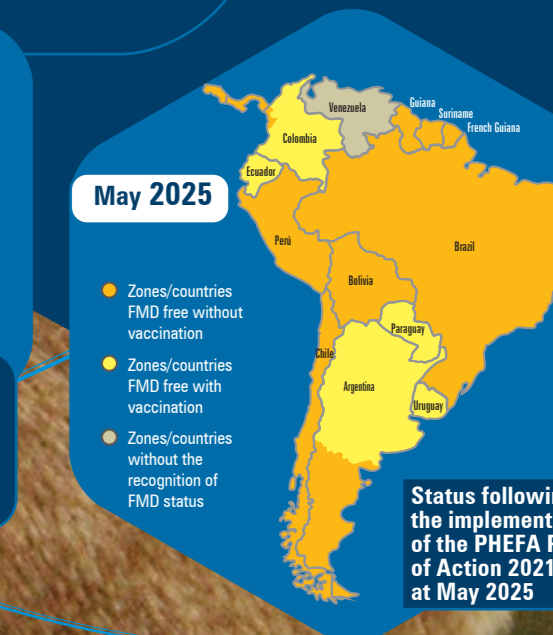 May 2025
Zones/countries
FMD free without
vaccination
Zones/countries
FMD free with
vaccination
Zones/countries
without the
recognition of
FMD status
Venezuela
Guiana
Suriname
French Guiana
Colombia
Ecuador
Perú
Brazil
Bolivia
Paraguay
Chile
Argentina
Uruguay
Status following
the implement
of the PHEFA
of Action 2021
at May 2025